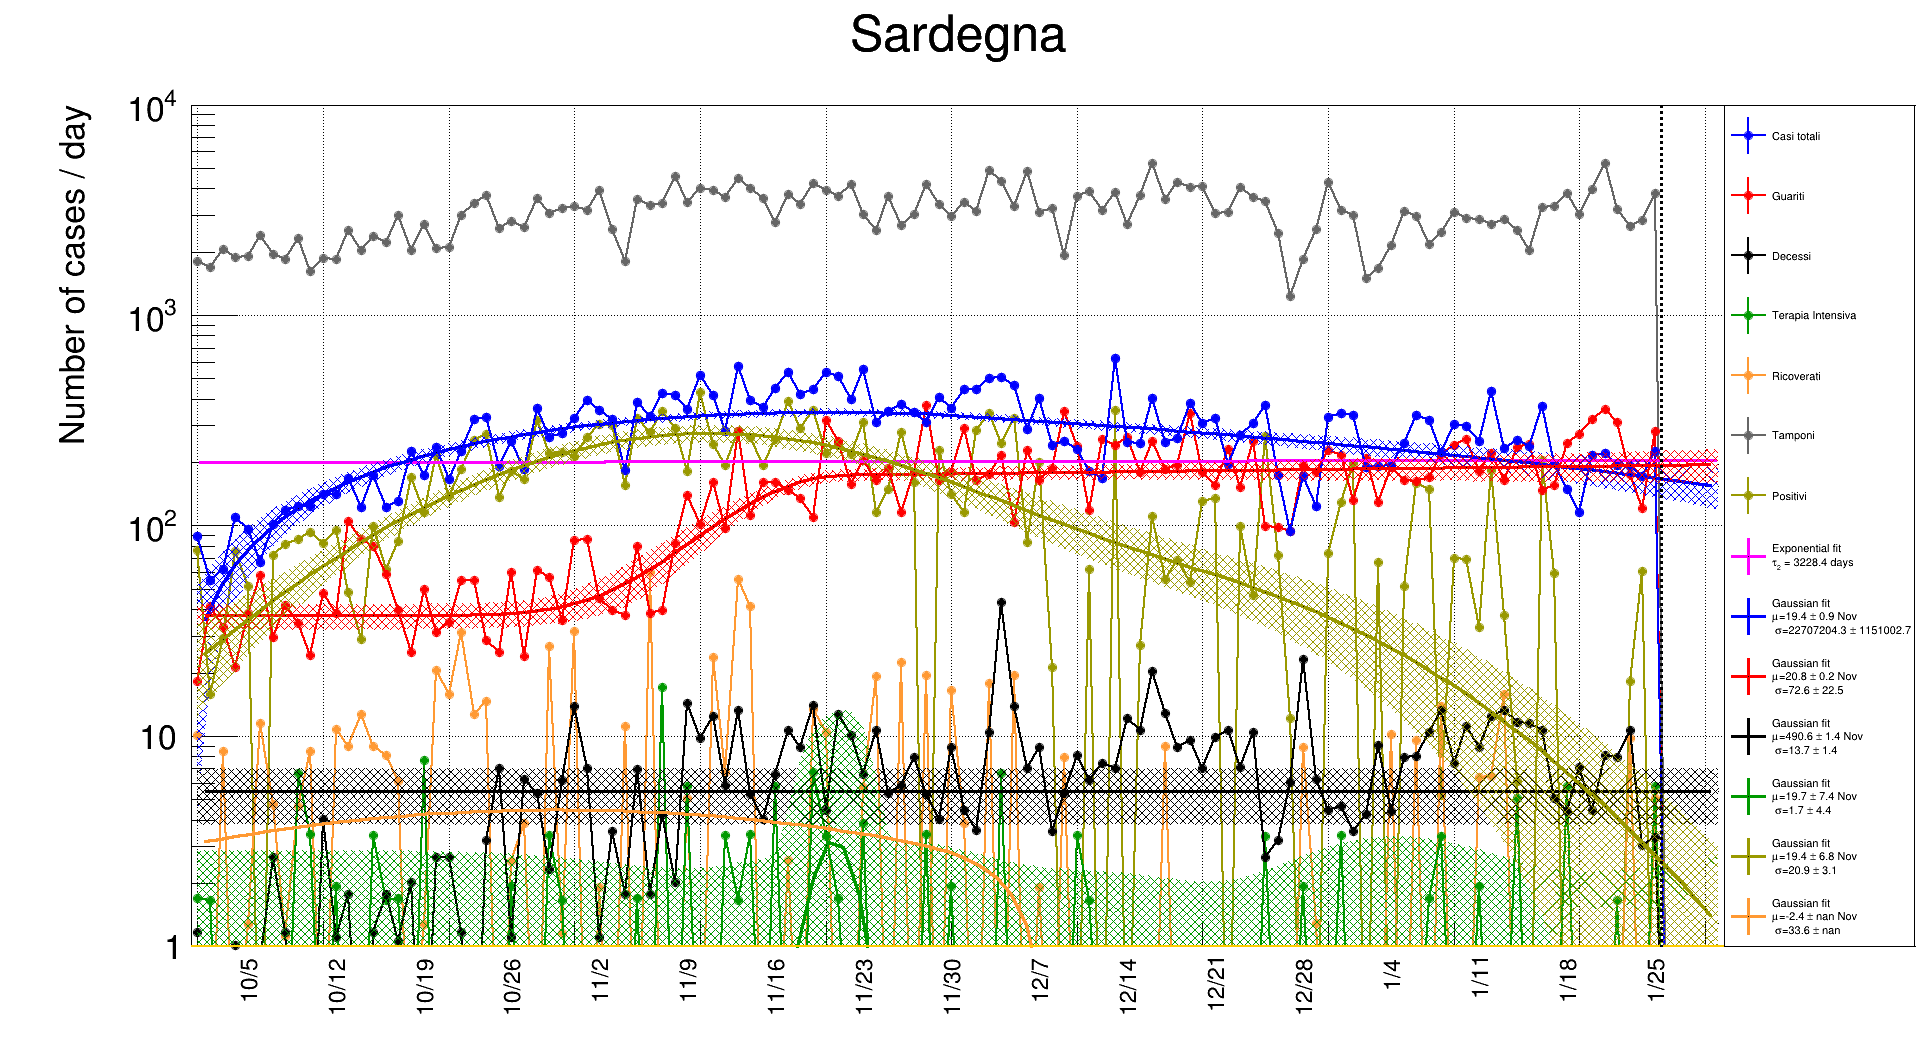 Sardegna
Number of cases / day
10^4
10^3
10^2
10
1
10/5
10/12
10/19
10/26
11/2
11/9
11/16
11/23
11/30
12/7
12/14
12/21
12/28
1/4
1/11
1/18
1/25
Casi totali
Guariti
Decessi
Terapia Intensiva
Ricoverati
Tamponi
Positivi
Exponential fit
τ₂ = 3228.4 days
Gaussian fit
μ=19.4 ± 0.9 Nov
σ=22707204.3 ± 1151002.7
Gaussian fit
μ=20.8 ± 0.2 Nov
σ=72.6 ± 22.5
Gaussian fit
μ=490.6 ± 1.4 Nov
σ=13.7 ± 1.4
Gaussian fit
μ=19.7 ± 7.4 Nov
σ=1.7 ± 4.4
Gaussian fit
μ=19.4 ± 6.8 Nov
σ=20.9 ± 3.1
Gaussian fit
μ=-2.4 ± nan Nov
σ=33.6 ± nan